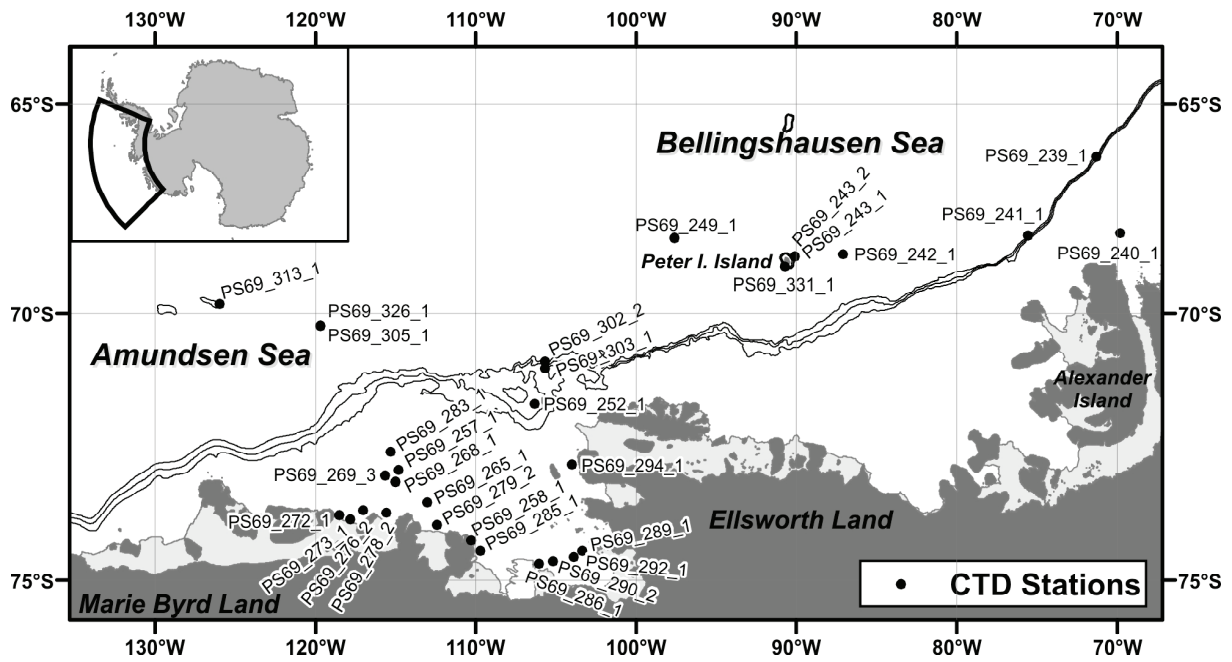 130°W 120°W 110°W 100°W 90°W 80°W 70°W
65°S 65°S
Bellingshausen Sea
PS69_239_1
PS69_243_2
PS69_243_1
PS69_249_1
PS69_241_1
PS69_240_1
Peter I. Island
PS69_242_1
PS69_331_1
PS69_313_1
PS69_326_1
70°S 70°S
PS69_305_1
PS69_302_2
PS69_303_1
Amundsen Sea
Alexander
Island
PS69_252_1
PS69_283_1
PS69_257_1
PS69_268_1
PS69_269_3
PS69_265_1
PS69_279_2
PS69_294_1
PS69_258_1
PS69_285_1
PS69_272_1
PS69_273_1
PS69_276_2
PS69_278_2
Ellsworth Land
PS69_289_1
PS69_292_1
PS69_290_2
PS69_286_1
75°S 75°S
CTD Stations
Marie Byrd Land
130°W 120°W 110°W 100°W 90°W 80°W 70°W